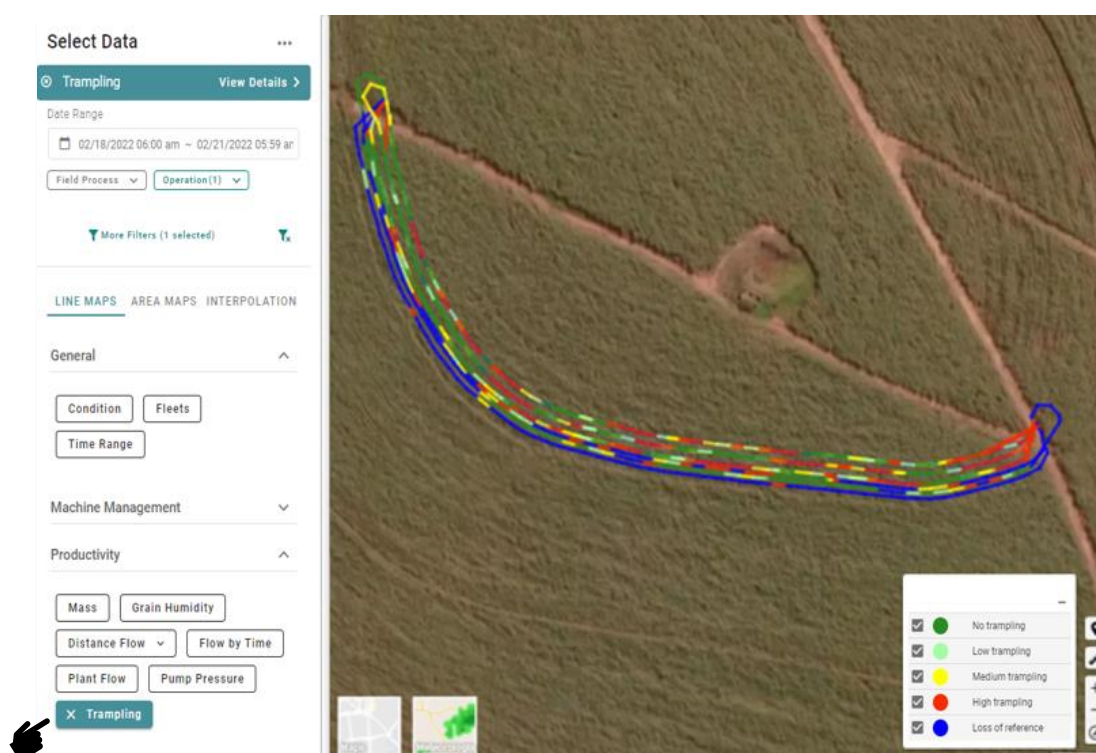 Select Data
Trampling View Details
Date Range
02/18/2022 06:00 am ~ 02/21/2022 05:59 ar
Field Process Operation(1)
More Filters (1 selected)
LINE MAPS AREA MAPS INTERPOLATION
General
Condition Fleets
Time Range
Machine Management
Productivity
Mass Grain Humidity
Distance Flow Flow by Time
Plant Flow Pump Pressure
X Trampling
No trampling
Low trampling
Medium trampling
High trampling
Loss of reference